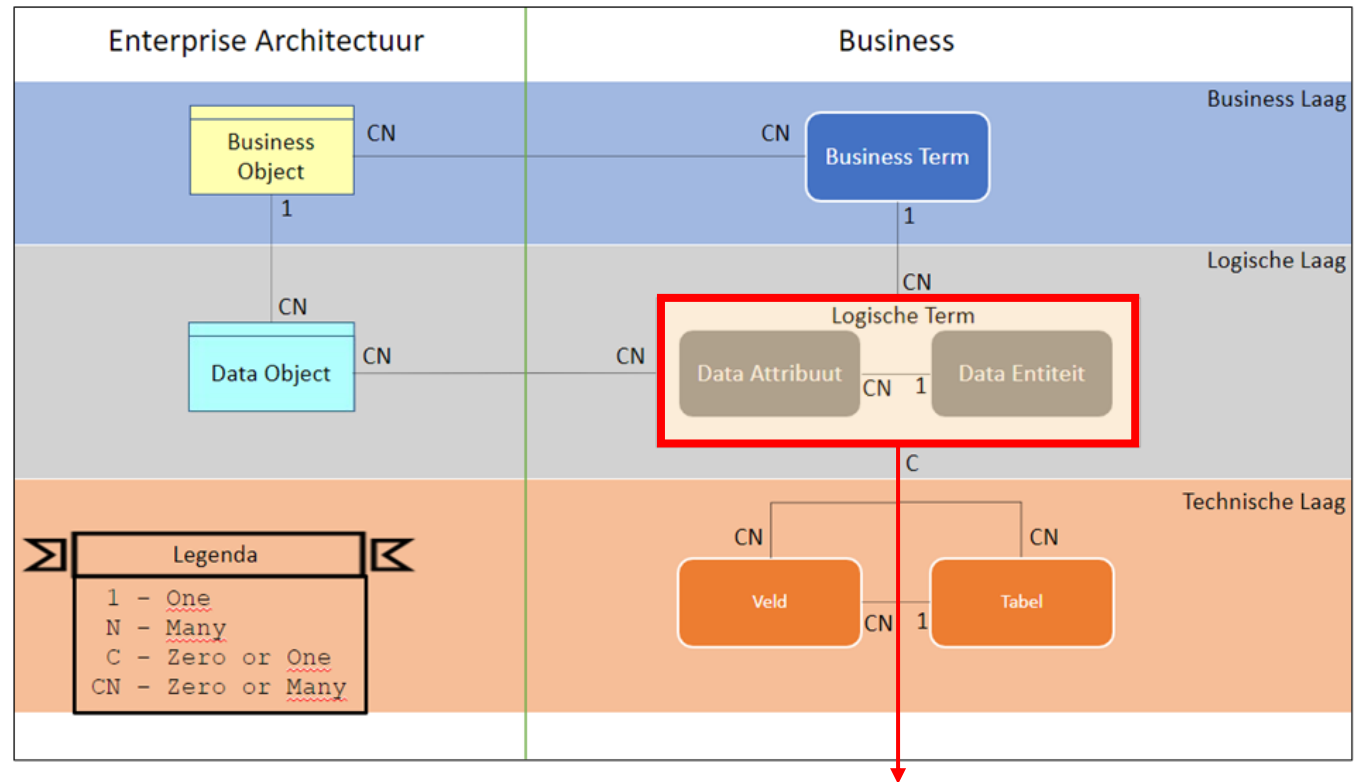 Enterprise Architectuur
Business
Business Laag
Business
Object
CN
CN
Business Term
1
1
Logische Laag
CN
CN
Logische Term
Data Object
CN
CN
Data Attribuut
CN
1
Data Entiteit
C
Technische Laag
CN
CN
Veld
CN
1
Tabel
Legenda
1 - One
N - Many
C - Zero or One
CN - Zero or Many